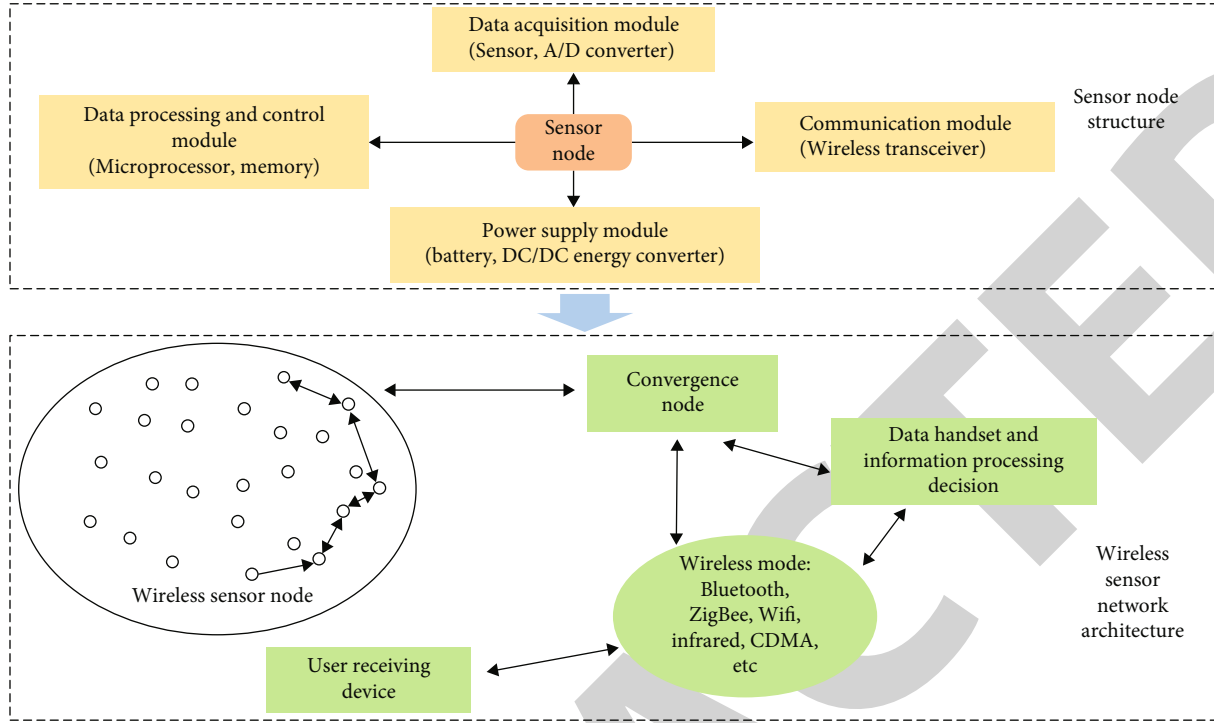 Data acquisition module
(Sensor, A/D converter)
Data processing and control
module
(Microprocessor, memory)
Sensor
node
Communication module
(Wireless transceiver)
Sensor node
structure
Power supply module
(battery, DC/DC energy converter)
Convergence
node
Data handset and
information processing
decision
Wireless sensor node
Wireless mode:
Bluetooth,
ZigBee, Wifi,
infrared, CDMA,
etc
Wireless
sensor
network
architecture
User receiving
device